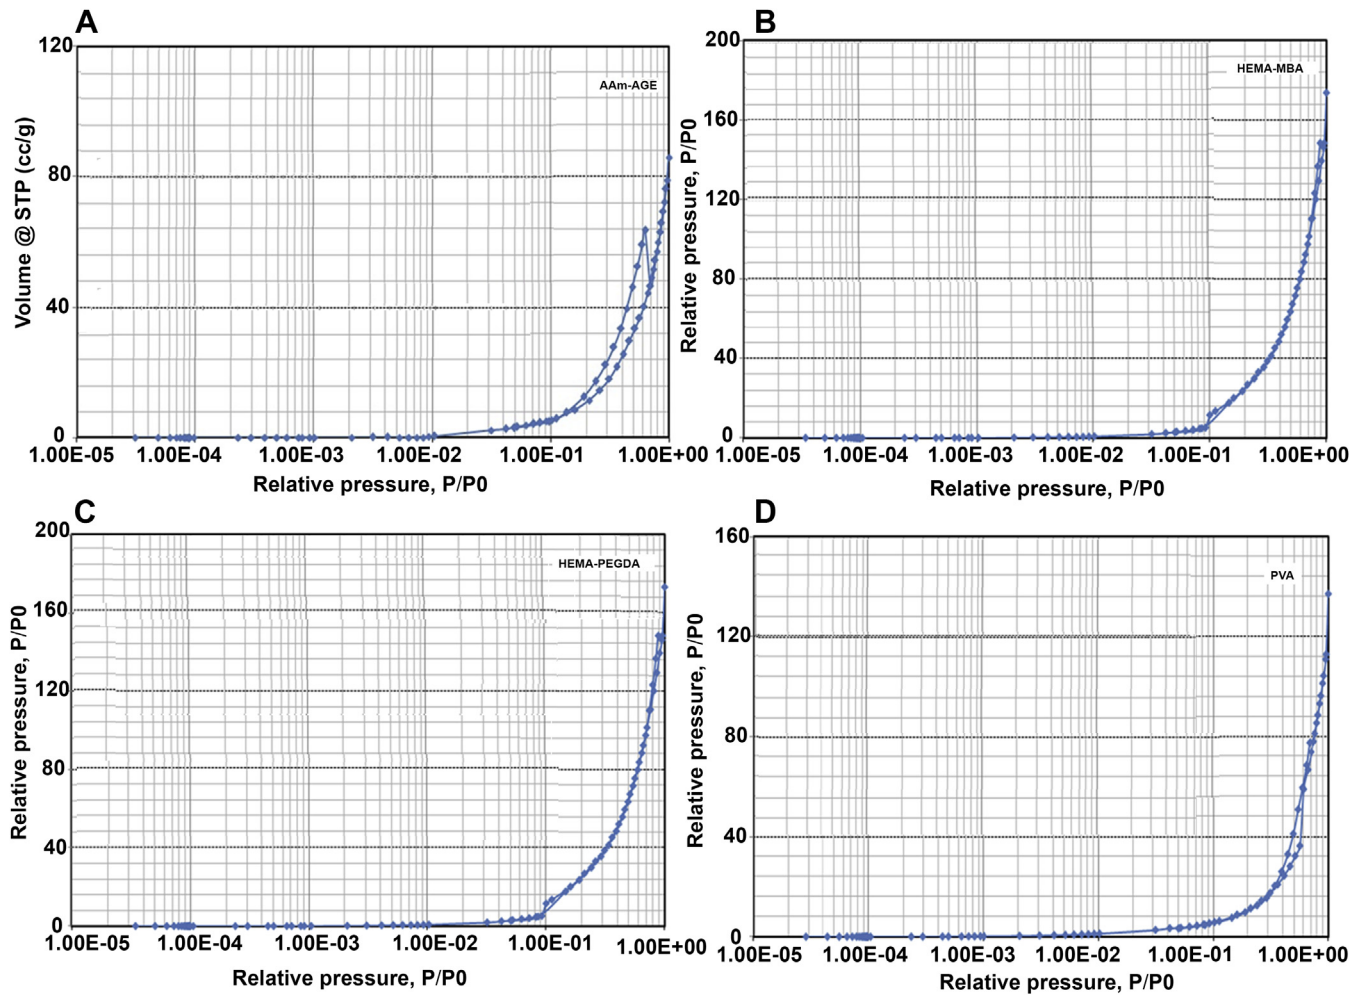 A
120
80
40
0
Volume @ STP (cc/g)
AAm-AGE
1.00E-05 1.00E-04 1.00E-03 1.00E-02 1.00E-01 1.00E+00
Relative pressure, P/P0
B
200
160
120
80
40
0
Relative pressure, P/P0
HEMA-MBA
1.00E-05 1.00E-04 1.00E-03 1.00E-02 1.00E-01 1.00E+00
Relative pressure, P/P0
C
200
160
120
80
40
0
Relative pressure, P/P0
HEMA-PEGDA
1.00E-05 1.00E-04 1.00E-03 1.00E-02 1.00E-01 1.00E+00
Relative pressure, P/P0
D
160
120
80
40
0
Relative pressure, P/P0
PVA
1.00E-05 1.00E-04 1.00E-03 1.00E-02 1.00E-01 1.00E+00
Relative pressure, P/P0